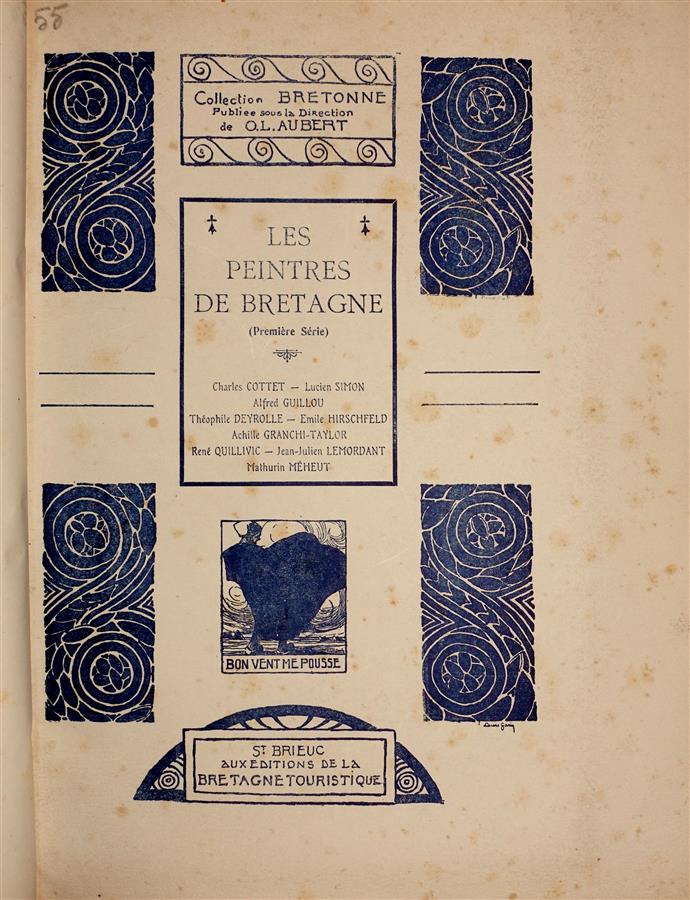 55
Collection BRETONNE
Publiée sous la Direction
de O.L. AUBERT
LES
PEINTRES
DE BRETAGNE
(Première Série)
Charles COTTET — Lucien SIMON
Alfred GUILLOU
Théophile DEYROLLE — Emile HIRSCHFELD
Achille GRANCHI-TAYLOR
René QUILLIVIC — Jean-Julien LEMORDANT
Mathurin MÉHEUT
BON VENT ME POUSSE
ST BRIEUC
AUX EDITIONS DE LA
BRETAGNE TOURISTIQUE